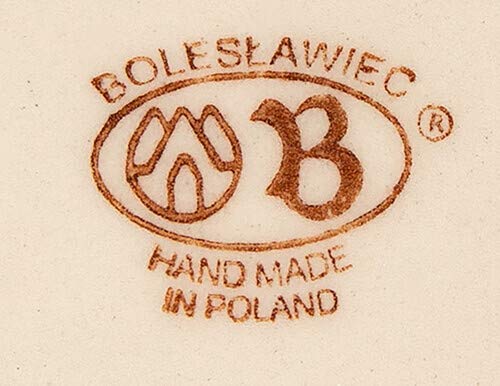 BOLESŁAWIEC
B ®
HAND MADE
IN POLAND